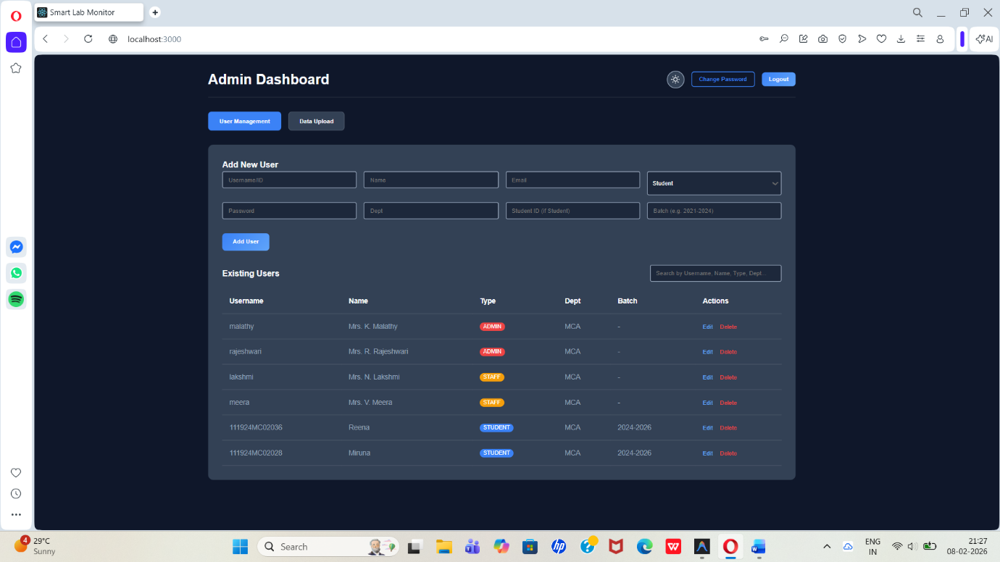 Smart Lab Monitor
localhost:3000
AI
Admin Dashboard
Change Password
Logout
User Management
Data Upload
Add New User
Username/ID
Name
Email
Student
Password
Dept
Student ID (if Student)
Batch (e.g. 2021-2024)
Add User
Existing Users
Search by Username, Name, Type, Dept...
Username Name Type Dept Batch Actions
malathy Mrs. K. Malathy ADMIN MCA - Edit Delete
rajeshwari Mrs. R. Rajeshwari ADMIN MCA - Edit Delete
lakshmi Mrs. N. Lakshmi STAFF MCA - Edit Delete
meera Mrs. V. Meera STAFF MCA - Edit Delete
111924MC02036 Reena STUDENT MCA 2024-2026 Edit Delete
111924MC02028 Miruna STUDENT MCA 2024-2026 Edit Delete
4
29°C
Sunny
Search
hp
W
ENG
IN
21:27
08-02-2026